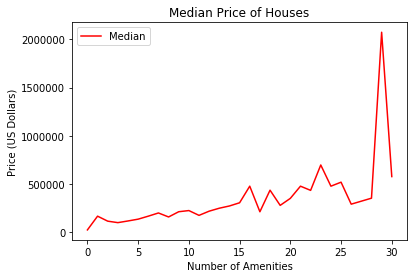 Median Price of Houses
Median
2000000
1500000
1000000
500000
0
Price (US Dollars)
0 5 10 15 20 25 30
Number of Amenities